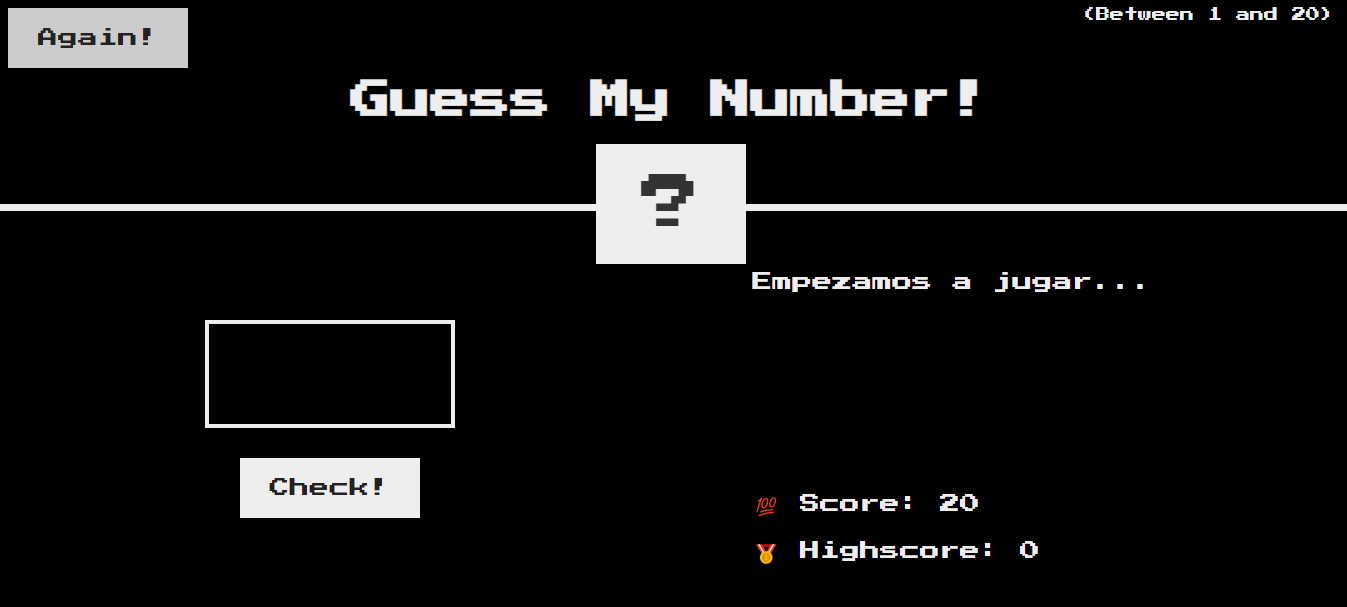 Again!
(Between 1 and 20)
Guess My Number!
?
Empezamos a jugar...
Check!
💯 Score: 20
🥇 Highscore: 0